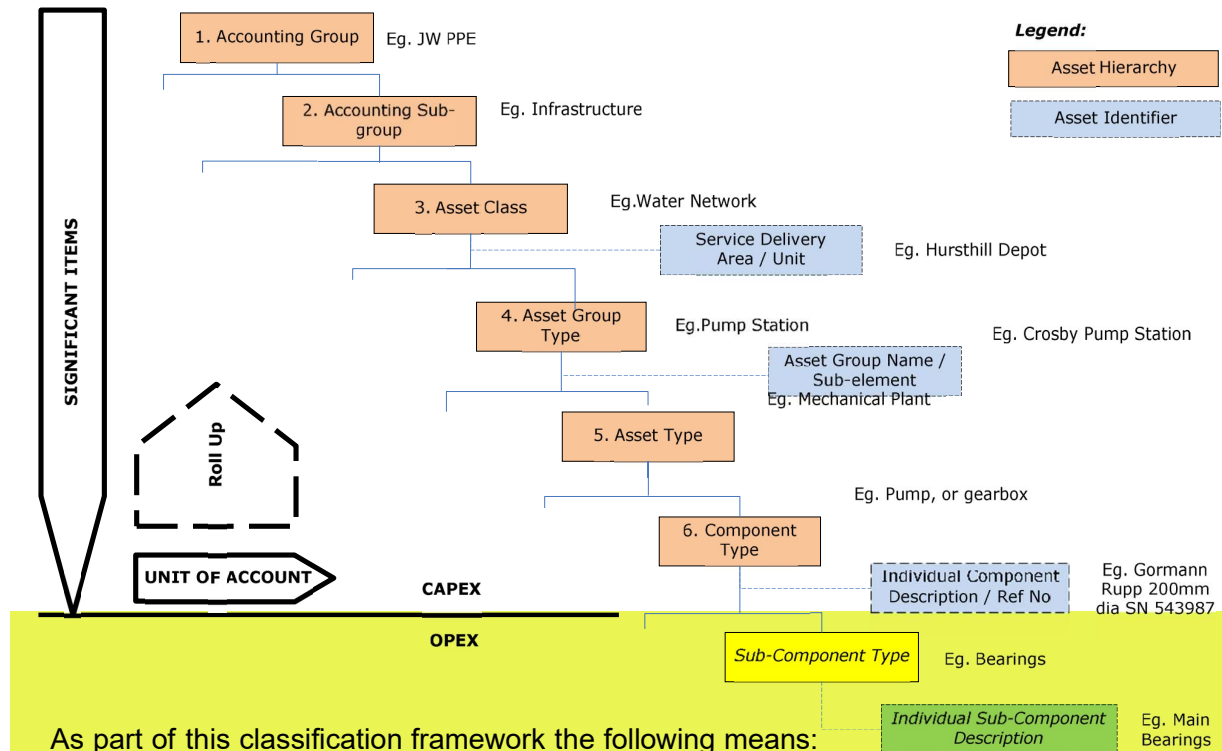 1. Accounting Group
Eg. JW PPE
Legend:
Asset Hierarchy
Asset Identifier
2. Accounting Sub-
group
Eg. Infrastructure
3. Asset Class
Eg.Water Network
Service Delivery
Area / Unit
Eg. Hursthill Depot
4. Asset Group
Type
Eg.Pump Station
Eg. Crosby Pump Station
Asset Group Name /
Sub-element
Eg. Mechanical Plant
5. Asset Type
Eg. Pump, or gearbox
6. Component
Type
Individual Component
Description / Ref No
Eg. Gormann
Rupp 200mm
dia SN 543987
SIGNIFICANT ITEMS
Roll Up
UNIT OF ACCOUNT
CAPEX
OPEX
Sub-Component Type
Eg. Bearings
Individual Sub-Component
Description
Eg. Main
Bearings
As part of this classification framework the following means: